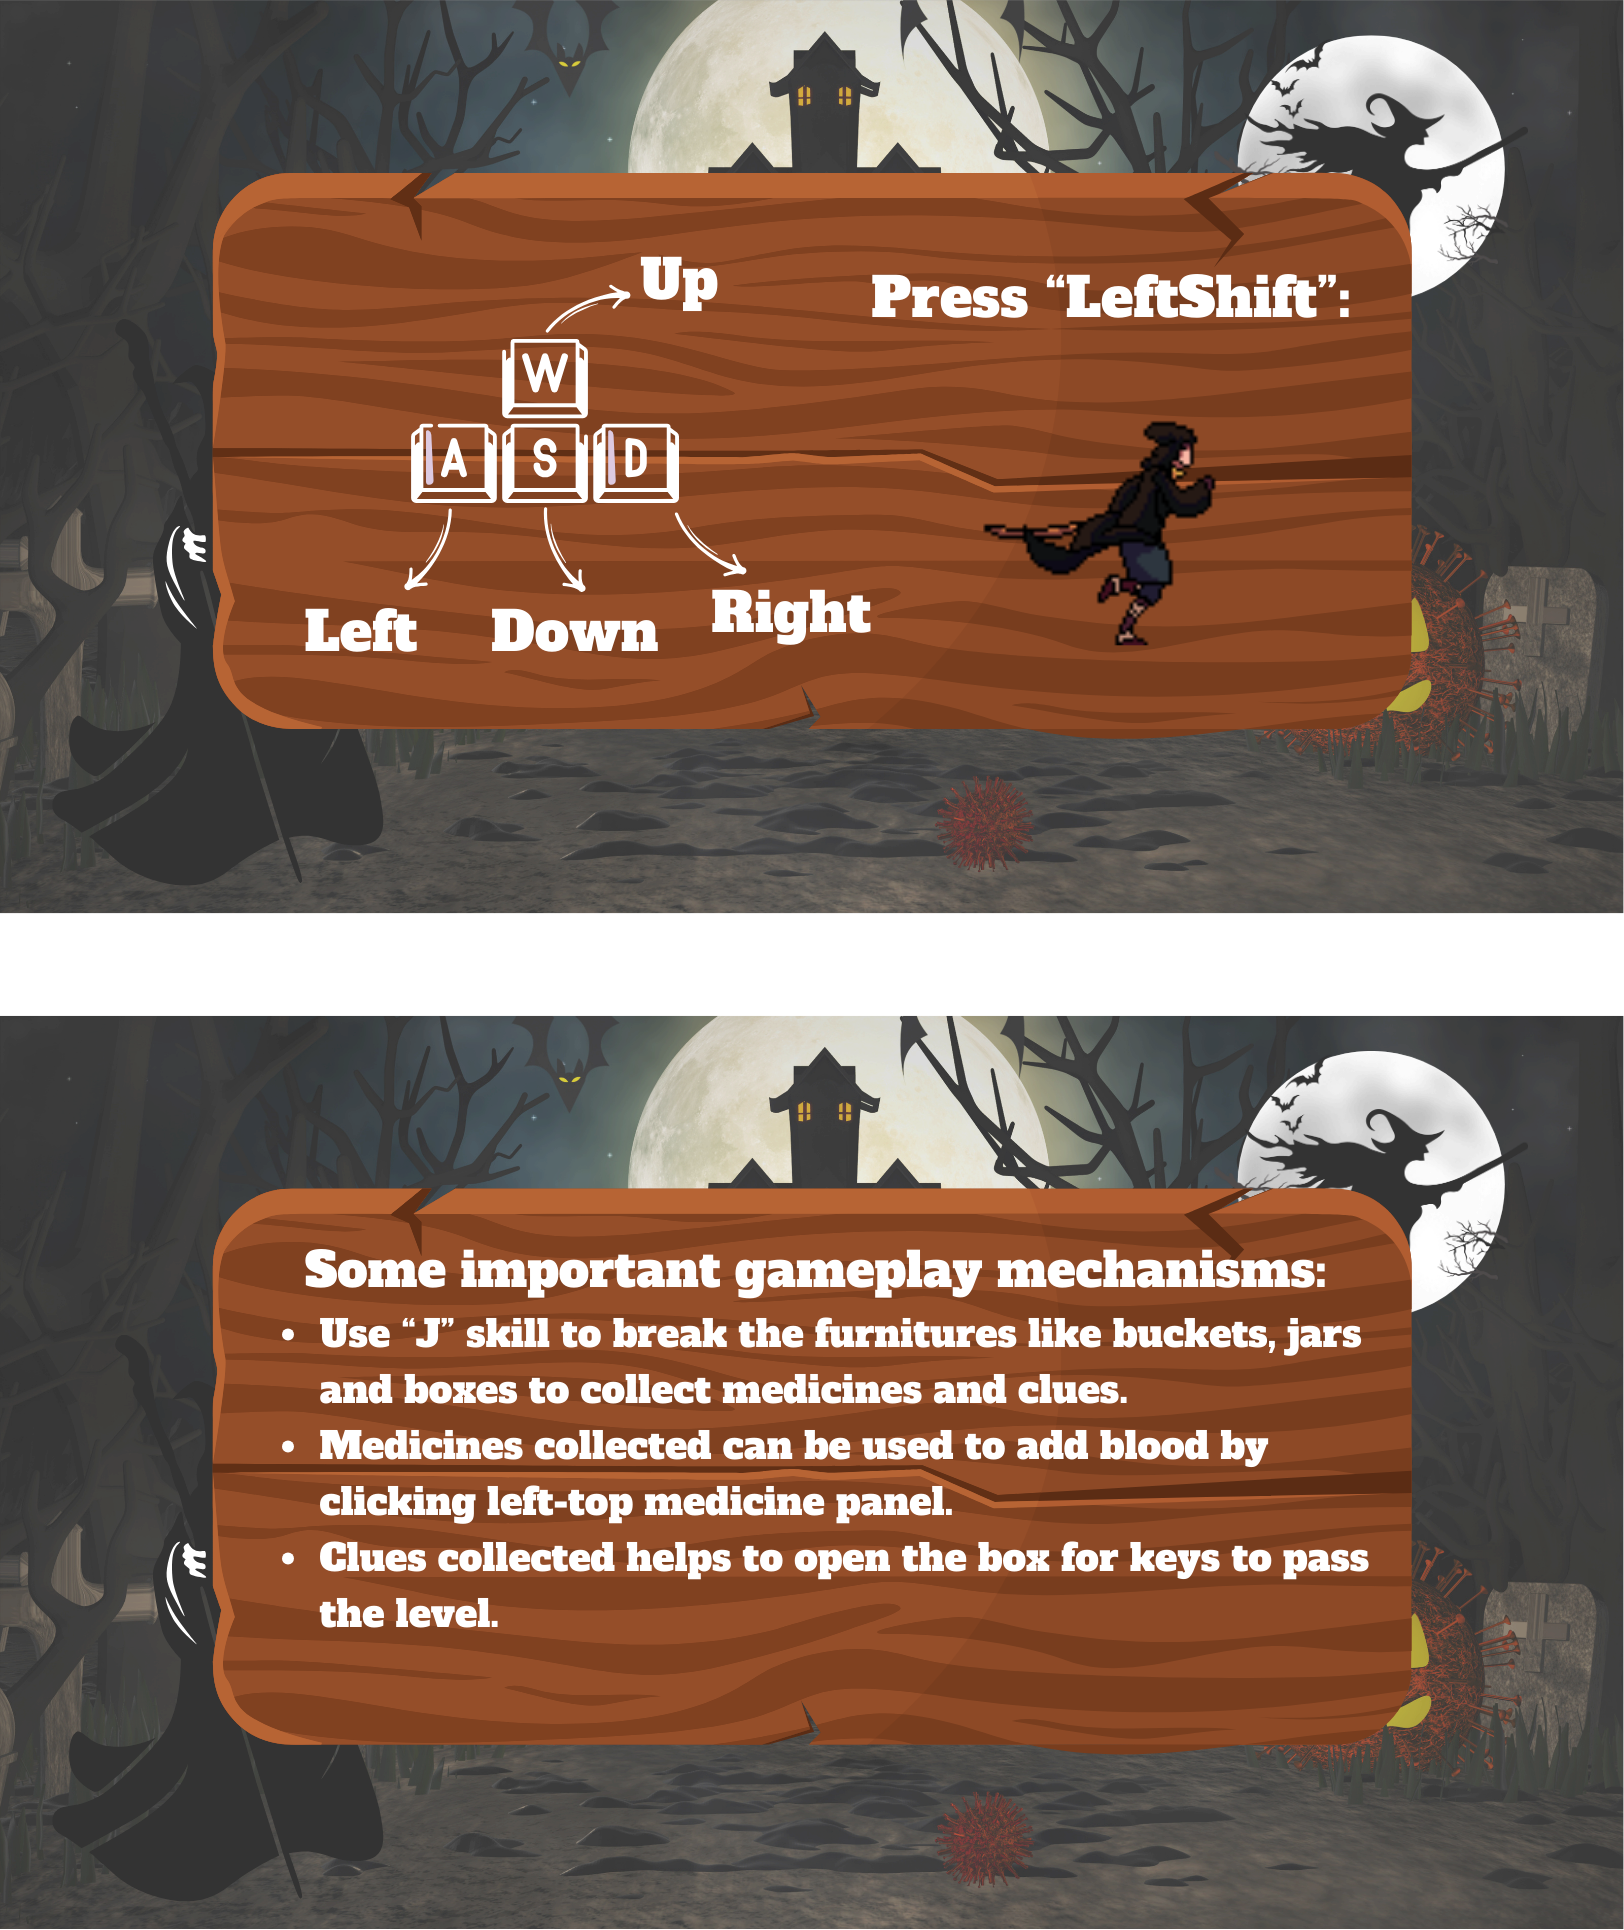 Up
Press “LeftShift”:
W
A S D
Left Down Right
Some important gameplay mechanisms:
• Use “J” skill to break the furnitures like buckets, jars
and boxes to collect medicines and clues.
• Medicines collected can be used to add blood by
clicking left-top medicine panel.
• Clues collected helps to open the box for keys to pass
the level.